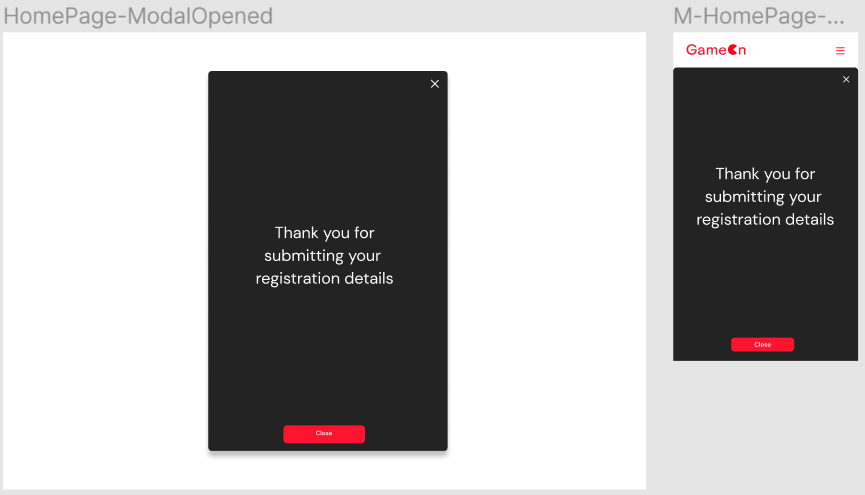 HomePage-ModalOpened
Thank you for
submitting your
registration details
Close
M-HomePage-...
GameOn
Thank you for
submitting your
registration details
Close